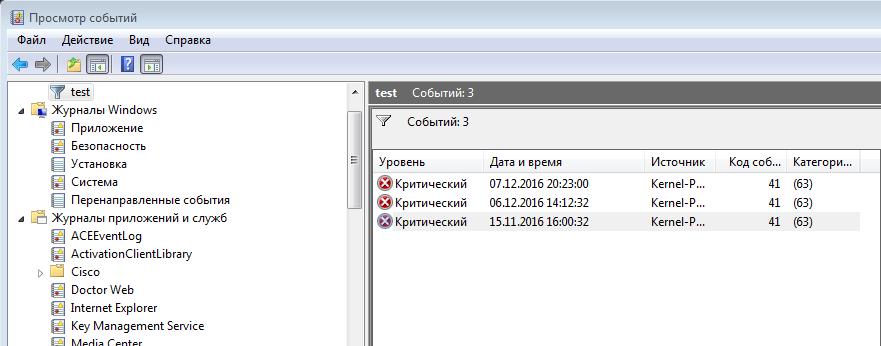 Просмотр событий
Файл Действие Вид Справка
test
Журналы Windows
Приложение
Безопасность
Установка
Система
Перенаправленные события
Журналы приложений и служб
ACEEventLog
ActivationClientLibrary
Cisco
Doctor Web
Internet Explorer
Key Management Service
Media Center
test Событий: 3
Событий: 3
Уровень Дата и время Источник Код соб... Категори...
Критический 07.12.2016 20:23:00 Kernel-P... 41 (63)
Критический 06.12.2016 14:12:32 Kernel-P... 41 (63)
Критический 15.11.2016 16:00:32 Kernel-P... 41 (63)